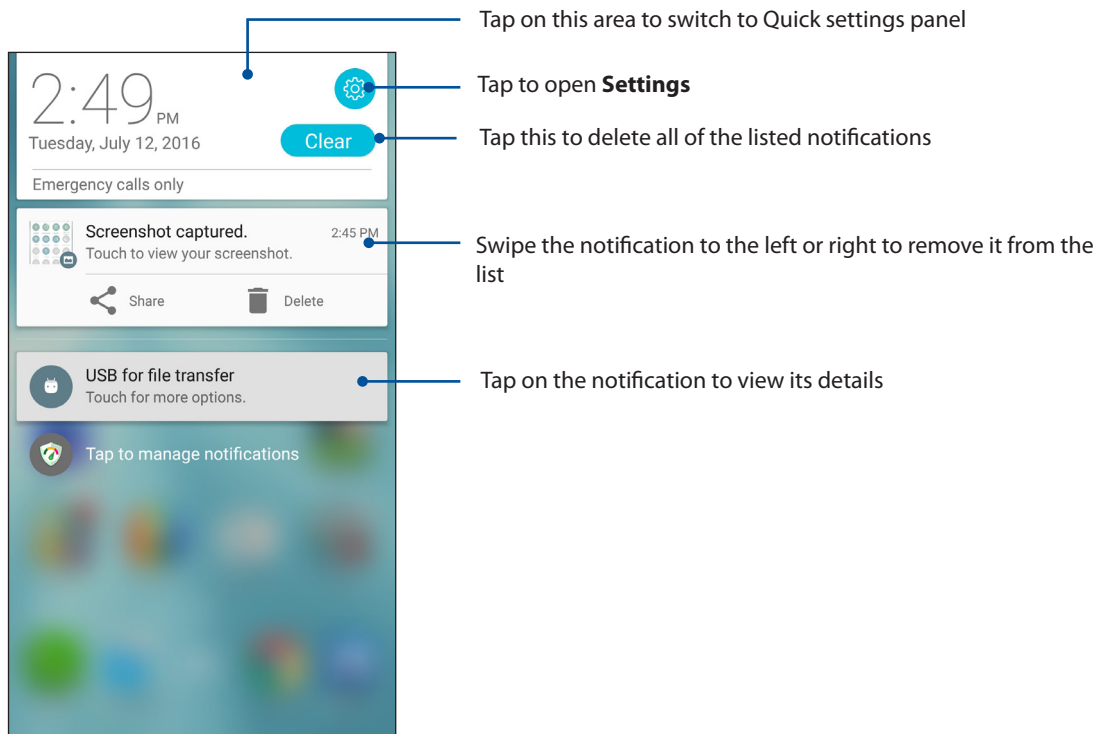 Tap on this area to switch to Quick settings panel
2:49 PM
Tap to open Settings
Tuesday, July 12, 2016
Clear
Tap this to delete all of the listed notifications
Emergency calls only
Screenshot captured.
2:45 PM
Touch to view your screenshot.
Swipe the notification to the left or right to remove it from the
list
Share
Delete
USB for file transfer
Touch for more options.
Tap on the notification to view its details
Tap to manage notifications